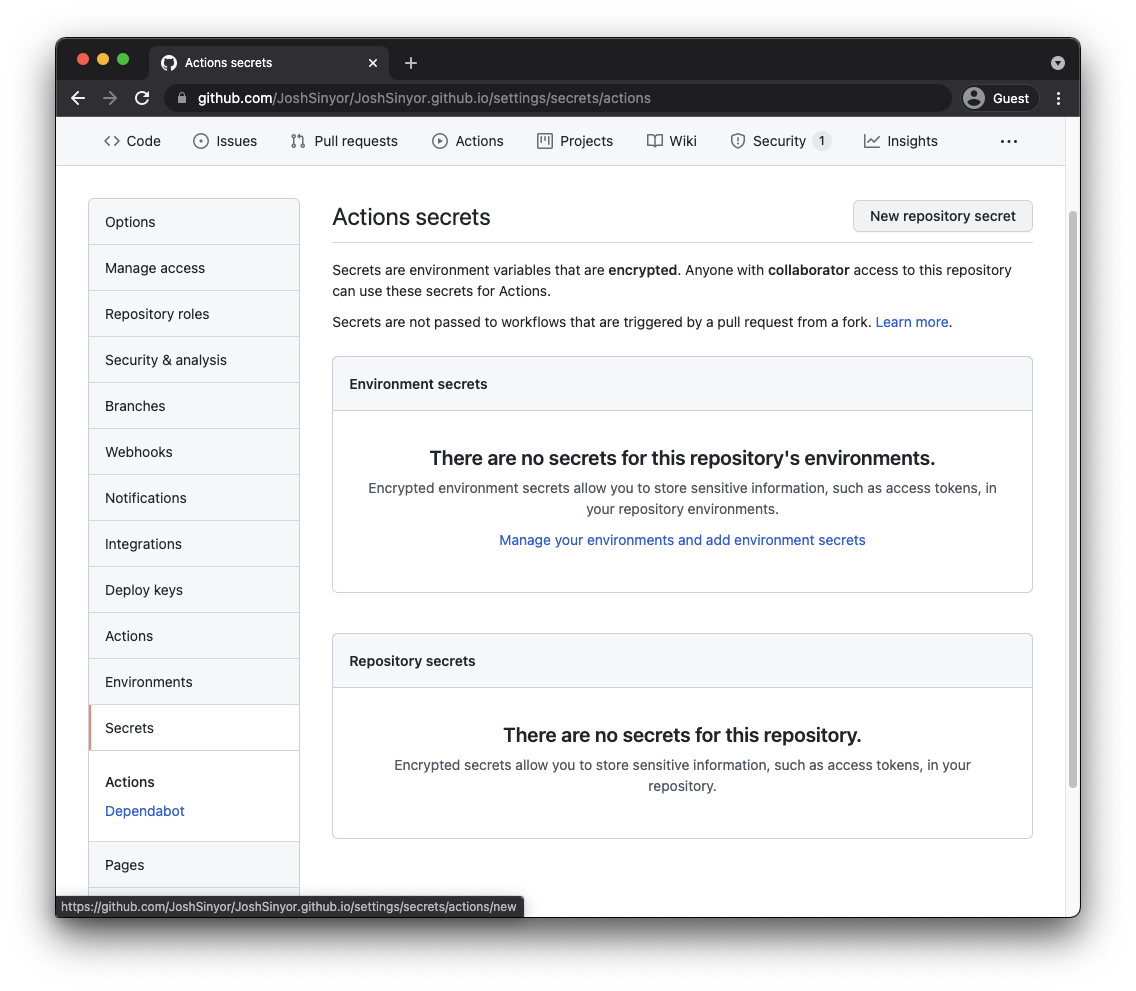 Actions secrets
github.com/JoshSinyor/JoshSinyor.github.io/settings/secrets/actions
Guest
Code
Issues
Pull requests
Actions
Projects
Wiki
Security 1
Insights
Options
Manage access
Repository roles
Security & analysis
Branches
Webhooks
Notifications
Integrations
Deploy keys
Actions
Environments
Secrets
Actions
Dependabot
Pages
Actions secrets
New repository secret
Secrets are environment variables that are encrypted. Anyone with collaborator access to this repository
can use these secrets for Actions.
Secrets are not passed to workflows that are triggered by a pull request from a fork. Learn more.
Environment secrets
There are no secrets for this repository's environments.
Encrypted environment secrets allow you to store sensitive information, such as access tokens, in
your repository environments.
Manage your environments and add environment secrets
Repository secrets
There are no secrets for this repository.
Encrypted secrets allow you to store sensitive information, such as access tokens, in your
repository.
https://github.com/JoshSinyor/JoshSinyor.github.io/settings/secrets/actions/new